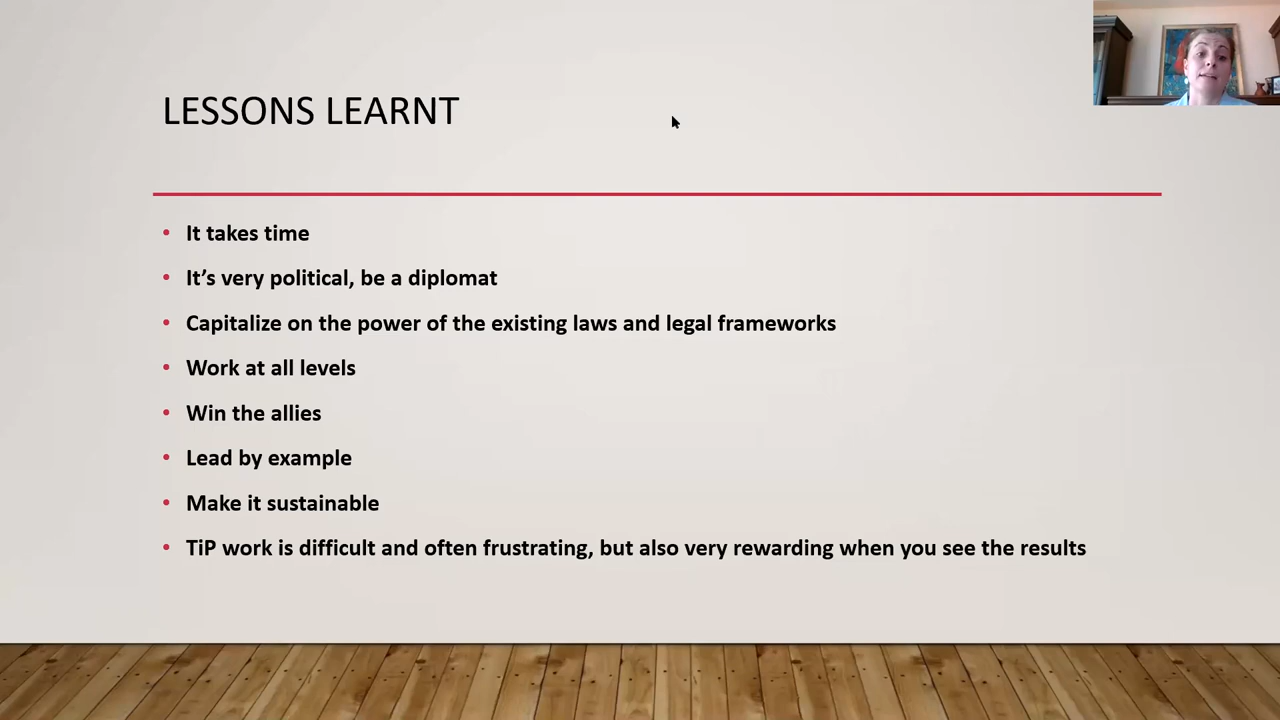 LESSONS LEARNT
• It takes time
• It’s very political, be a diplomat
• Capitalize on the power of the existing laws and legal frameworks
• Work at all levels
• Win the allies
• Lead by example
• Make it sustainable
• TiP work is difficult and often frustrating, but also very rewarding when you see the results